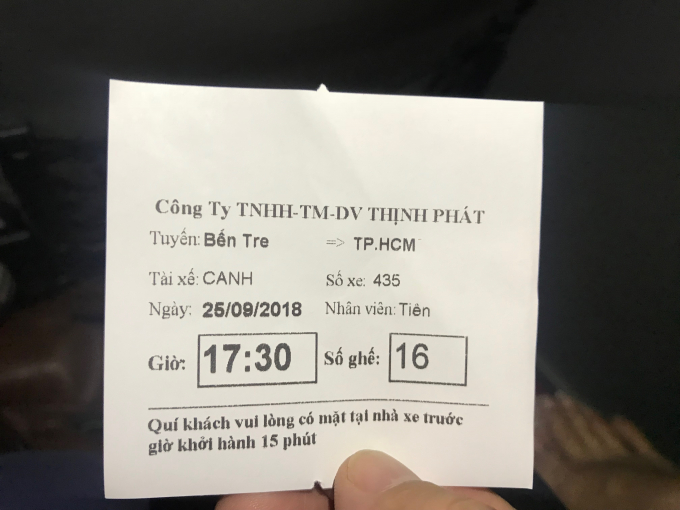 Công Ty TNHH-TM-DV THỊNH PHÁT
Tuyến: Bến Tre => TP.HCM
Tài xế: CANH Số xe: 435
Ngày: 25/09/2018 Nhân viên: Tiên
Giờ: 17:30 Số ghế: 16
Quí khách vui lòng có mặt tại nhà xe trước
giờ khởi hành 15 phút